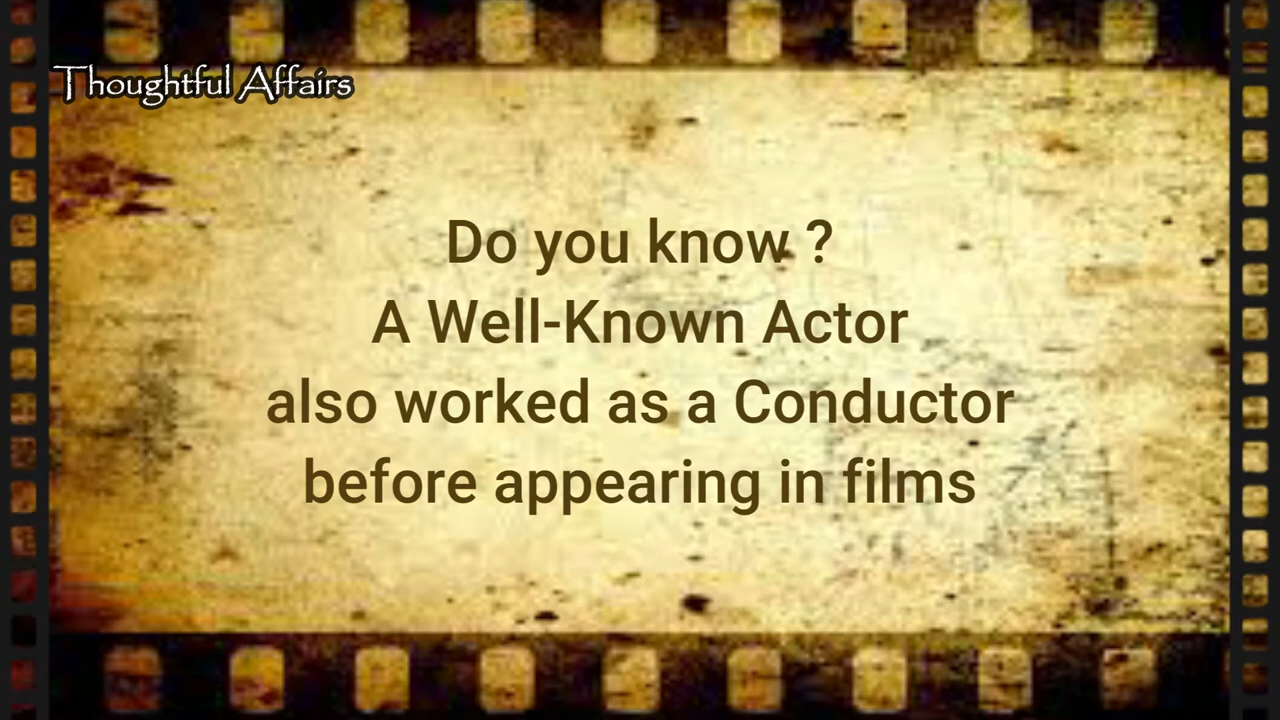 Thoughtful Affairs
Do you know ?
A Well-Known Actor
also worked as a Conductor
before appearing in films